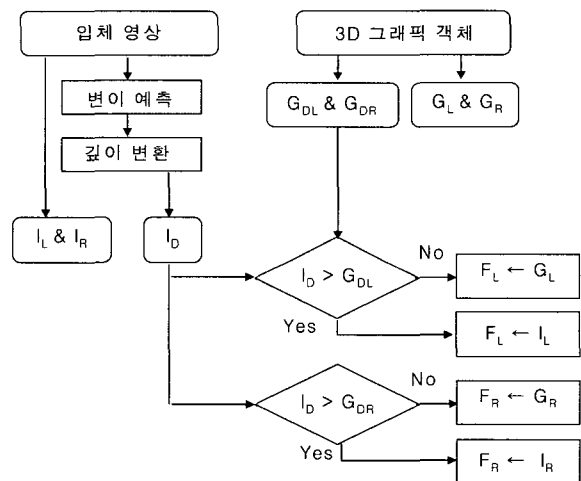 입체 영상
3D 그래픽 객체
변이 예측
G_DL & G_DR
G_L & G_R
깊이 변환
I_L & I_R
I_D
I_D > G_DL
No
F_L ← G_L
Yes
F_L ← I_L
I_D > G_DR
No
F_R ← G_R
Yes
F_R ← I_R